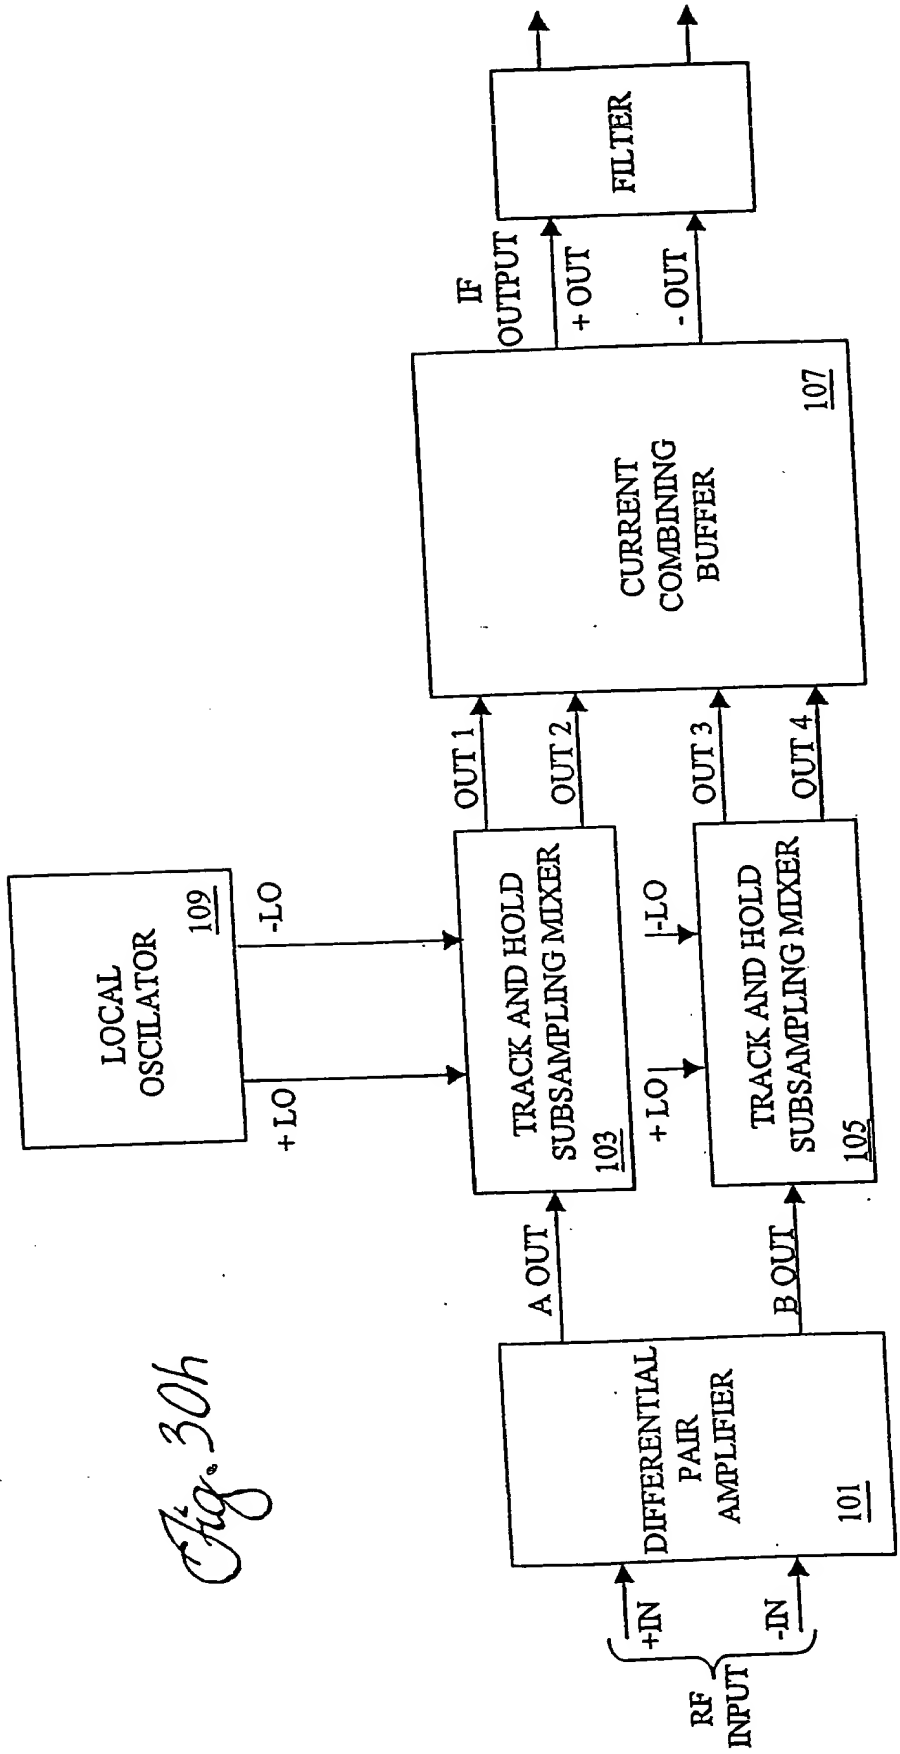 LOCAL
OSCILATOR
109
+ LO
-LO
RF
INPUT
+IN
-IN
DIFFERENTIAL
PAIR
AMPLIFIER
101
A OUT
B OUT
TRACK AND HOLD
SUBSAMPLING MIXER
103
+ LO
-LO
TRACK AND HOLD
SUBSAMPLING MIXER
105
OUT 1
OUT 2
OUT 3
OUT 4
CURRENT
COMBINING
BUFFER
107
IF
OUTPUT
+ OUT
- OUT
FILTER
Fig. 30h